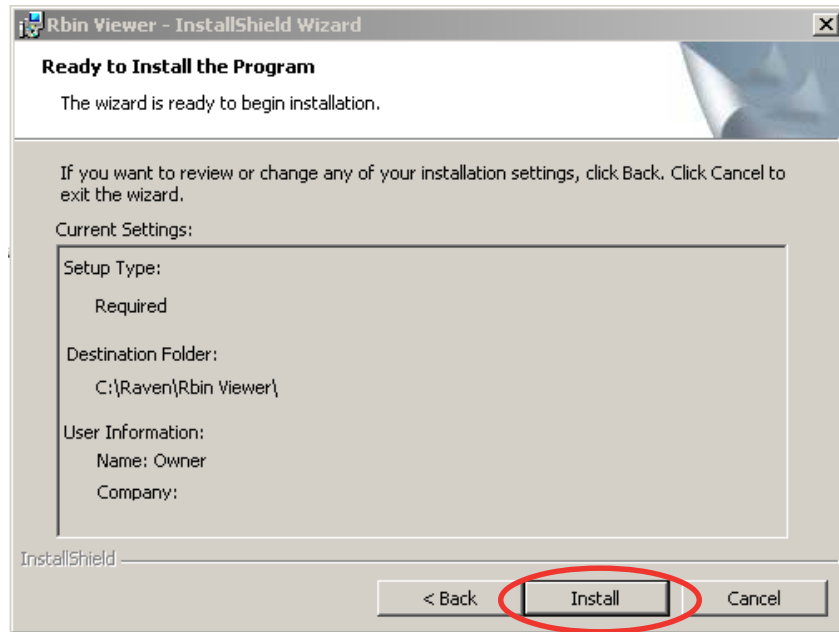 Rbin Viewer - InstallShield Wizard
Ready to Install the Program
The wizard is ready to begin installation.
If you want to review or change any of your installation settings, click Back. Click Cancel to
exit the wizard.
Current Settings:
Setup Type:
Required
Destination Folder:
C:\Raven\Rbin Viewer\
User Information:
Name: Owner
Company:
InstallShield
< Back Install Cancel